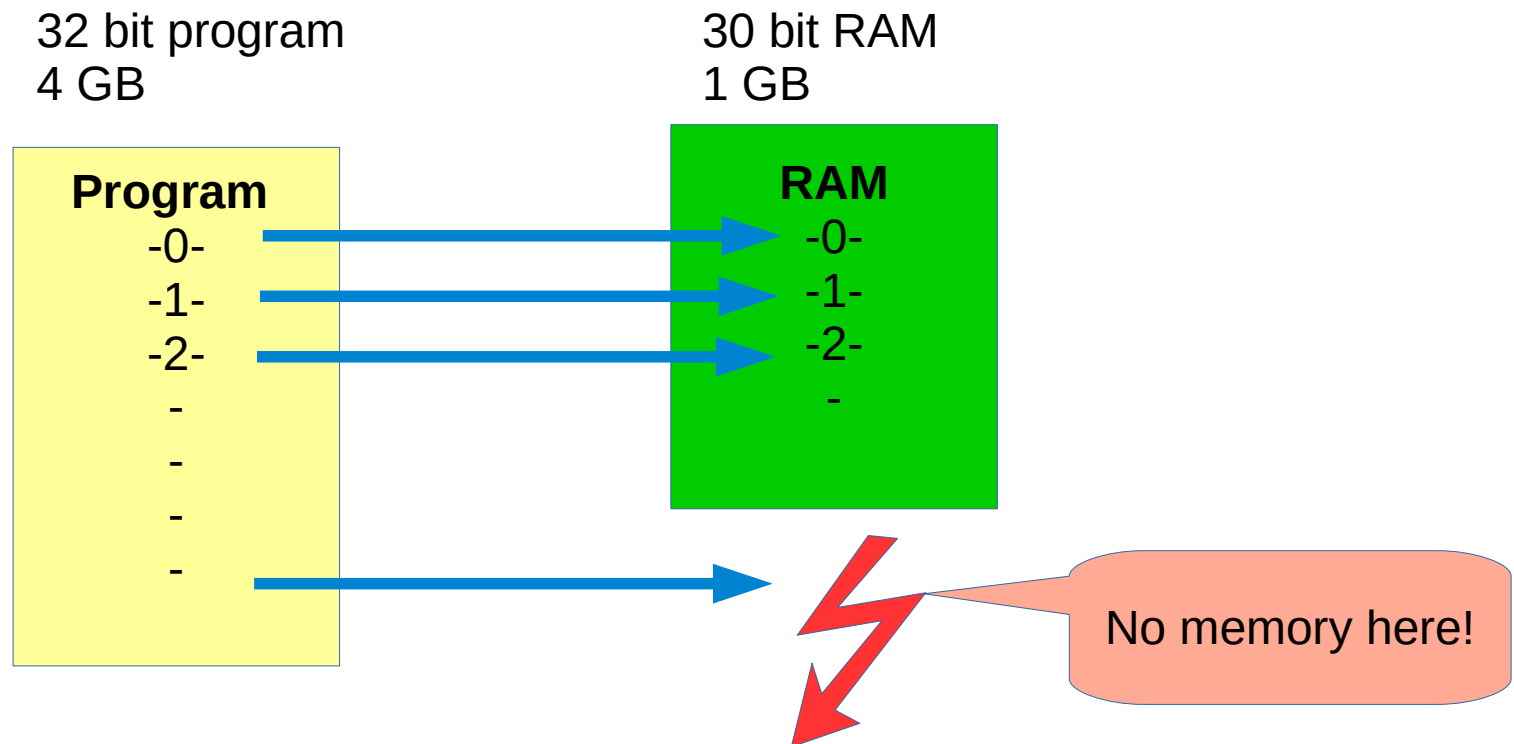 32 bit program
4 GB
30 bit RAM
1 GB
Program
-0-
-1-
-2-
-
-
-
-
RAM
-0-
-1-
-2-
-
No memory here!